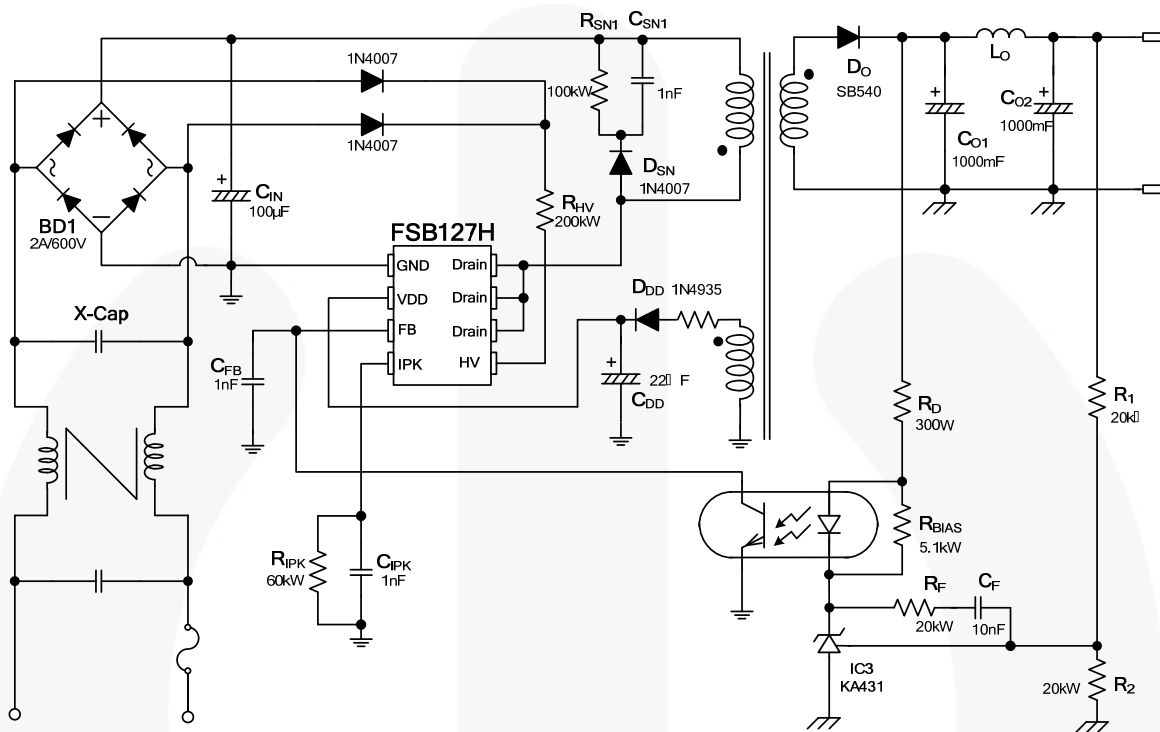 RSN1
CSN1
1N4007
100kW
1nF
1N4007
DO
SB540
LO
+
CO1
1000mF
+
CO2
1000mF
DSN
1N4007
+
~
~
−
BD1
2A/600V
+
CIN
100µF
RHV
200kW
FSB127H
GND
VDD
FB
IPK
Drain
Drain
Drain
HV
DDD 1N4935
+
22▯ F
CDD
X-Cap
CFB
1nF
RD
300W
R1
20k▯
RBIAS
5.1kW
RIPK
60kW
CIPK
1nF
RF
20kW
CF
10nF
IC3
KA431
20kW
R2